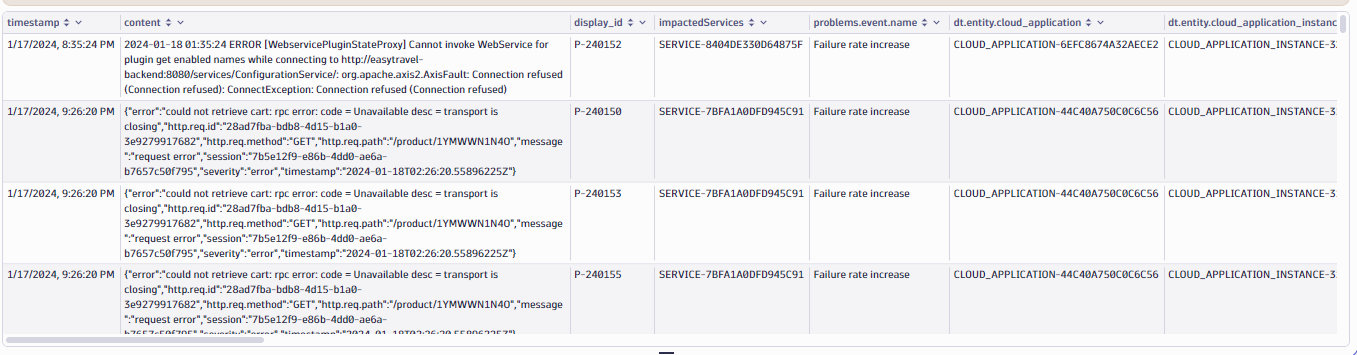 timestamp content display_id impactedServices problems.event.name dt.entity.cloud_application dt.entity.cloud_application_instanc
1/17/2024, 8:35:24 PM 2024-01-18 01:35:24 ERROR [WebservicePluginStateProxy] Cannot invoke WebService for P-240152 SERVICE-8404DE330D64875F Failure rate increase CLOUD_APPLICATION-6EFC8674A32AECE2 CLOUD_APPLICATION_INSTANCE-3
plugin get enabled names while connecting to http://easytravel-
backend:8080/services/ConfigurationService/: org.apache.axis2.AxisFault: Connection refused
(Connection refused): ConnectException: Connection refused (Connection refused)
1/17/2024, 9:26:20 PM {"error":"could not retrieve cart: rpc error: code = Unavailable desc = transport is P-240150 SERVICE-7BFA1A0DFD945C91 Failure rate increase CLOUD_APPLICATION-44C40A750C0C6C56 CLOUD_APPLICATION_INSTANCE-3
closing","http.req.id":"28ad7fba-bdb8-4d15-b1a0-
3e9279917682","http.req.method":"GET","http.req.path":"/product/1YMWWN1N4O","message
":"request error","session":"7b5e12f9-e86b-4dd0-ae6a-
b7657c50f795","severity":"error","timestamp":"2024-01-18T02:26:20.55896225Z"}
1/17/2024, 9:26:20 PM {"error":"could not retrieve cart: rpc error: code = Unavailable desc = transport is P-240153 SERVICE-7BFA1A0DFD945C91 Failure rate increase CLOUD_APPLICATION-44C40A750C0C6C56 CLOUD_APPLICATION_INSTANCE-3
closing","http.req.id":"28ad7fba-bdb8-4d15-b1a0-
3e9279917682","http.req.method":"GET","http.req.path":"/product/1YMWWN1N4O","message
":"request error","session":"7b5e12f9-e86b-4dd0-ae6a-
b7657c50f795","severity":"error","timestamp":"2024-01-18T02:26:20.55896225Z"}
1/17/2024, 9:26:20 PM {"error":"could not retrieve cart: rpc error: code = Unavailable desc = transport is P-240155 SERVICE-7BFA1A0DFD945C91 Failure rate increase CLOUD_APPLICATION-44C40A750C0C6C56 CLOUD_APPLICATION_INSTANCE-3
closing","http.req.id":"28ad7fba-bdb8-4d15-b1a0-
3e9279917682","http.req.method":"GET","http.req.path":"/product/1YMWWN1N4O","message
":"request error","session":"7b5e12f9-e86b-4dd0-ae6a-
b7657c50f795","severity":"error","timestamp":"2024-01-18T02:26:20.55896225Z"}